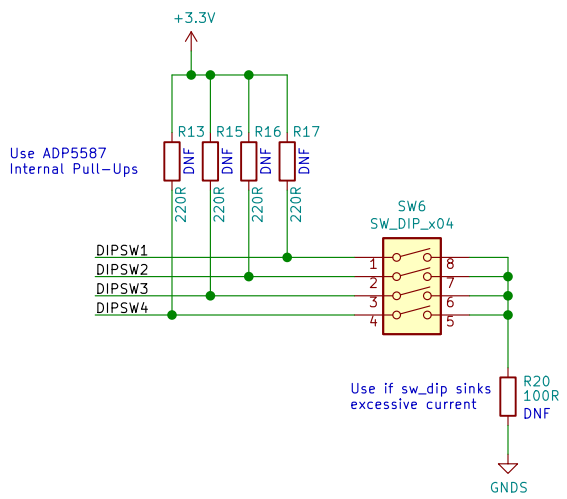 +3.3V
R13
R15
R16
R17
DNF
DNF
DNF
DNF
220R
220R
220R
220R
Use ADP5587
Internal Pull-Ups
SW6
SW_DIP_x04
DIPSW1
DIPSW2
DIPSW3
DIPSW4
1
2
3
4
8
7
6
5
Use if sw_dip sinks
excessive current
R20
100R
DNF
GNDS